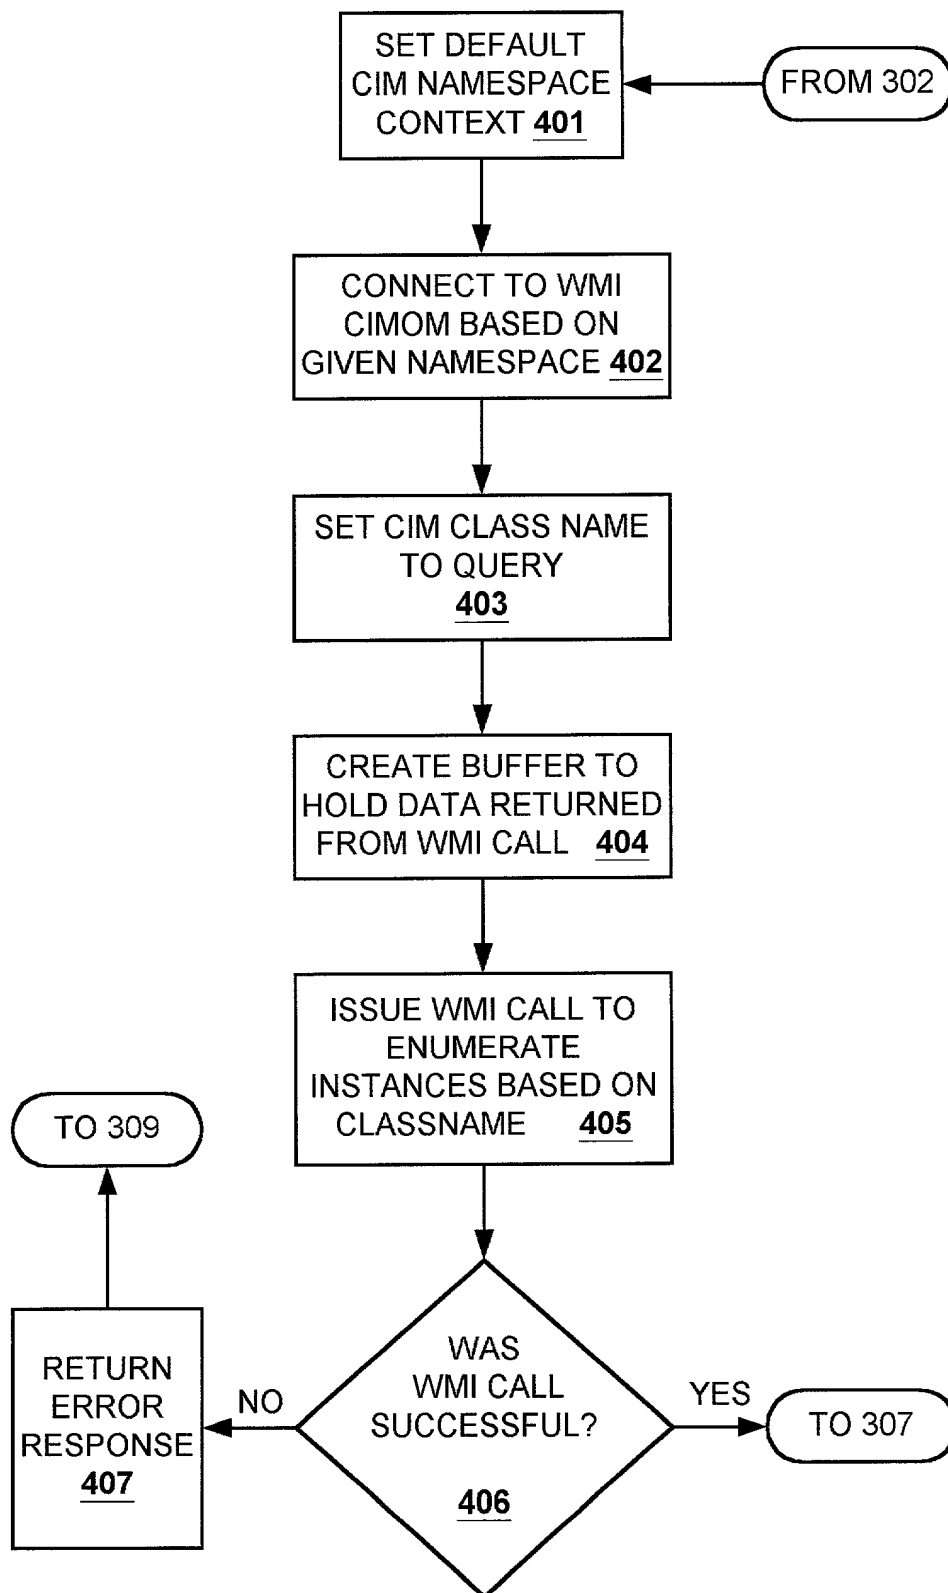 SET DEFAULT
CIM NAMESPACE
CONTEXT 401
FROM 302
CONNECT TO WMI
CIMOM BASED ON
GIVEN NAMESPACE 402
SET CIM CLASS NAME
TO QUERY
403
CREATE BUFFER TO
HOLD DATA RETURNED
FROM WMI CALL 404
ISSUE WMI CALL TO
ENUMERATE
INSTANCES BASED ON
CLASSNAME 405
TO 309
WAS
WMI CALL
SUCCESSFUL?
406
NO
YES
RETURN
ERROR
RESPONSE
407
TO 307